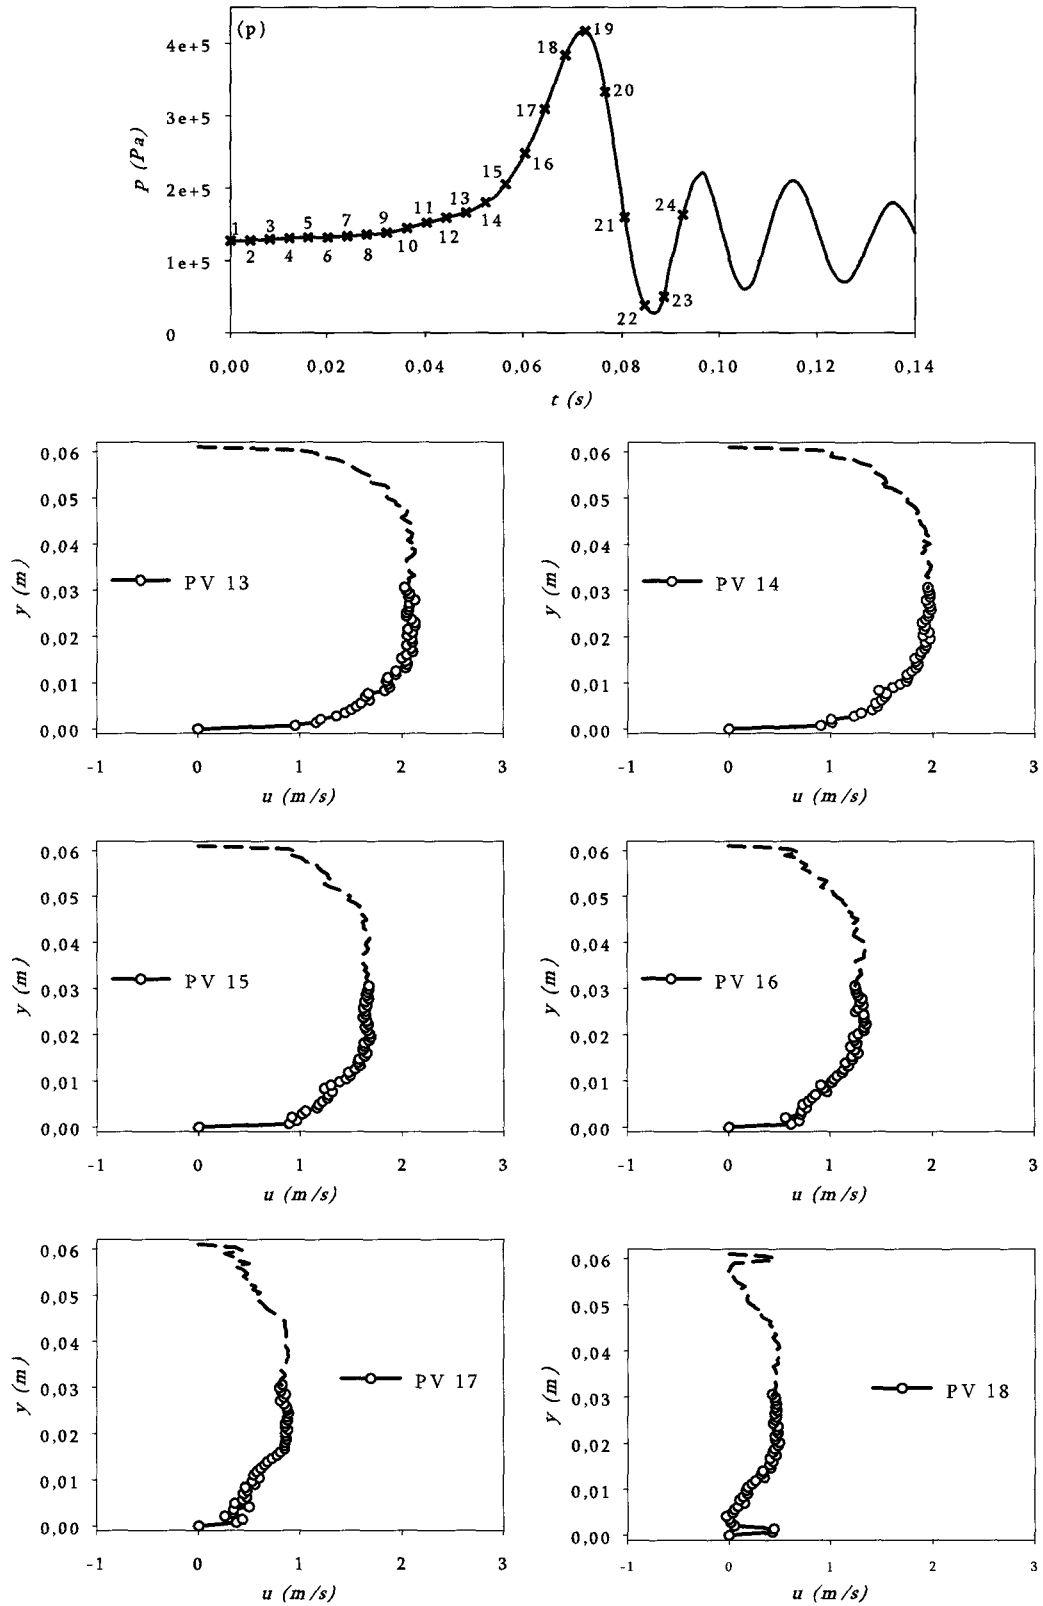 (p)
4e+5
3e+5
2e+5
1e+5
0
p (Pa)
1 2 3 4 5 6 7 8 9 10 11 12 13 14 15 16 17 18 19 20 21 22 23 24
0,00 0,02 0,04 0,06 0,08 0,10 0,12 0,14
t (s)
0,06
0,05
0,04
0,03
0,02
0,01
0,00
y (m)
PV 13
-1 0 1 2 3
u (m/s)
0,06
0,05
0,04
0,03
0,02
0,01
0,00
y (m)
PV 14
-1 0 1 2 3
u (m/s)
0,06
0,05
0,04
0,03
0,02
0,01
0,00
y (m)
PV 15
-1 0 1 2 3
u (m/s)
0,06
0,05
0,04
0,03
0,02
0,01
0,00
y (m)
PV 16
-1 0 1 2 3
u (m/s)
0,06
0,05
0,04
0,03
0,02
0,01
0,00
y (m)
PV 17
-1 0 1 2 3
u (m/s)
0,06
0,05
0,04
0,03
0,02
0,01
0,00
y (m)
PV 18
-1 0 1 2 3
u (m/s)